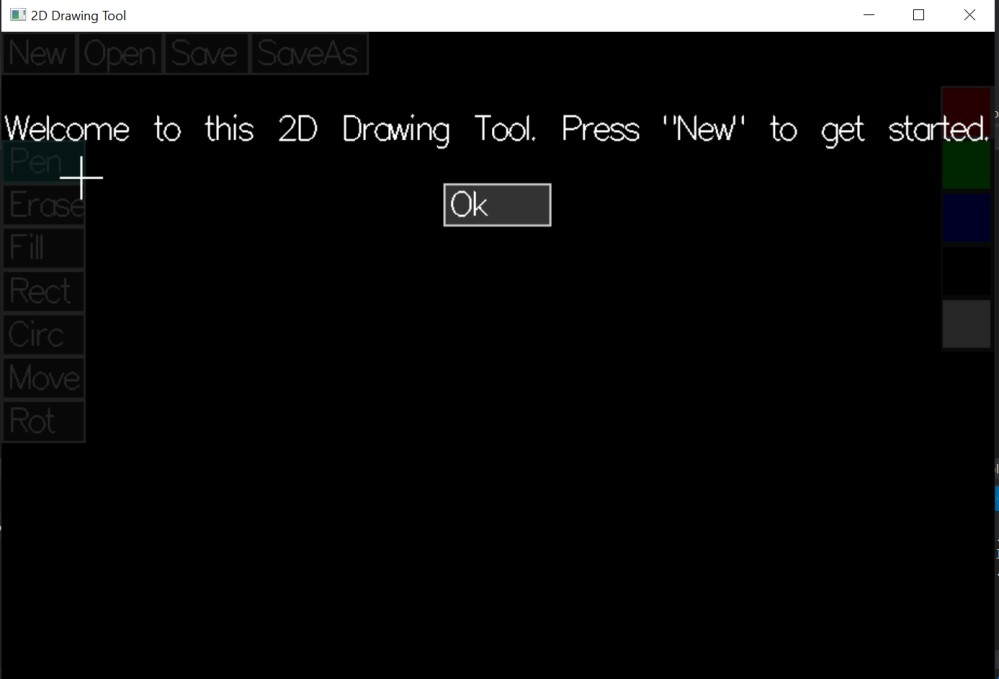 2D Drawing Tool
New Open Save SaveAs
Welcome to this 2D Drawing Tool. Press "New" to get started.
Pen
Erase
Ok
Fill
Rect
Circ
Move
Rot